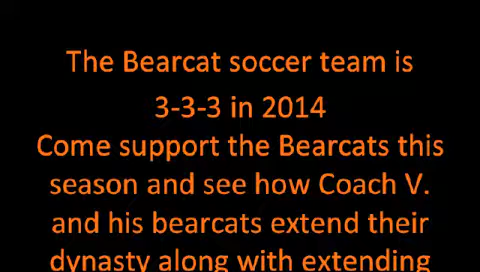 The Bearcat soccer team is
3-3-3 in 2014
Come support the Bearcats this
season and see how Coach V.
and his bearcats extend their
dynasty along with extending